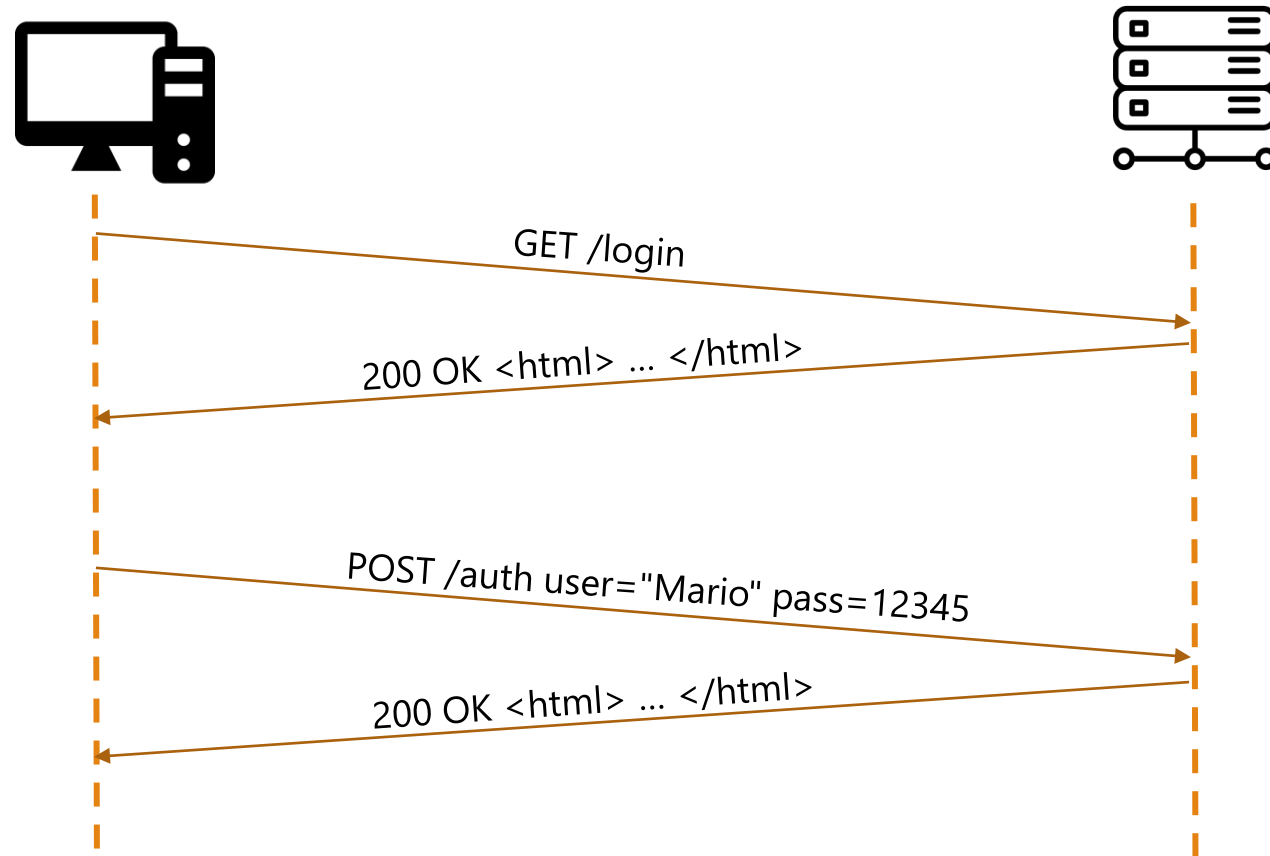 GET /login
200 OK <html> ... </html>
POST /auth user="Mario" pass=12345
200 OK <html> ... </html>